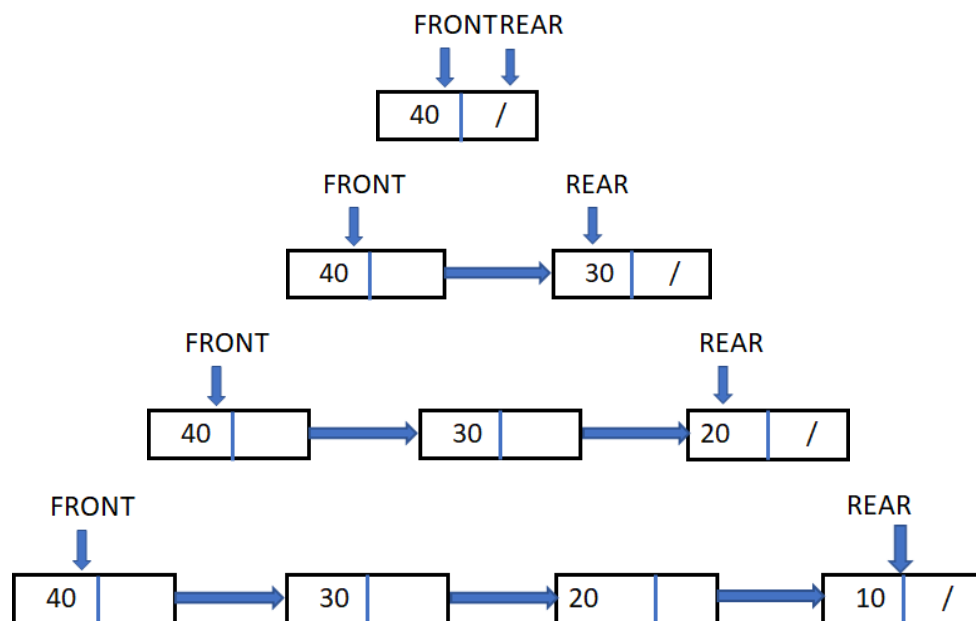 FRONTREAR
40 /
FRONT REAR
40 30 /
FRONT REAR
40 30 20 /
FRONT REAR
40 30 20 10 /